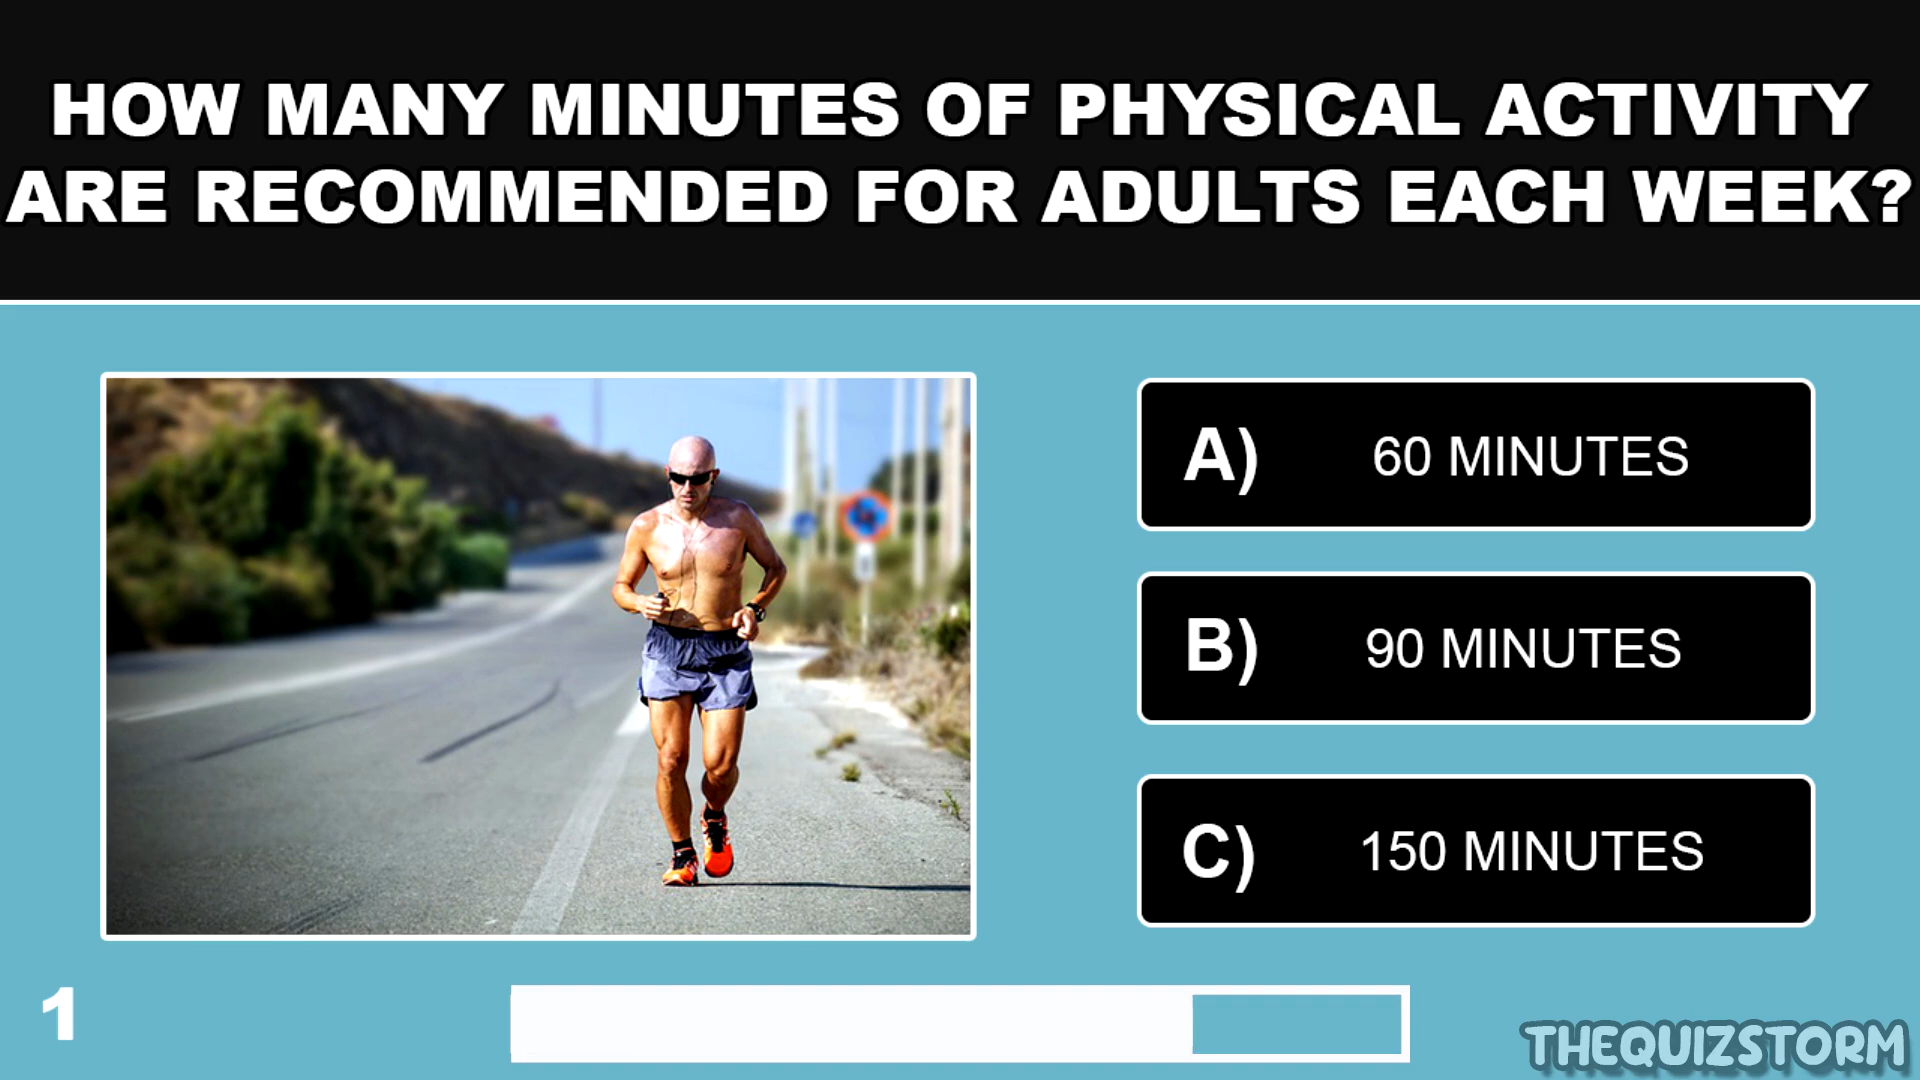 HOW MANY MINUTES OF PHYSICAL ACTIVITY
ARE RECOMMENDED FOR ADULTS EACH WEEK?
A) 60 MINUTES
B) 90 MINUTES
C) 150 MINUTES
1
THEQUIZSTORM